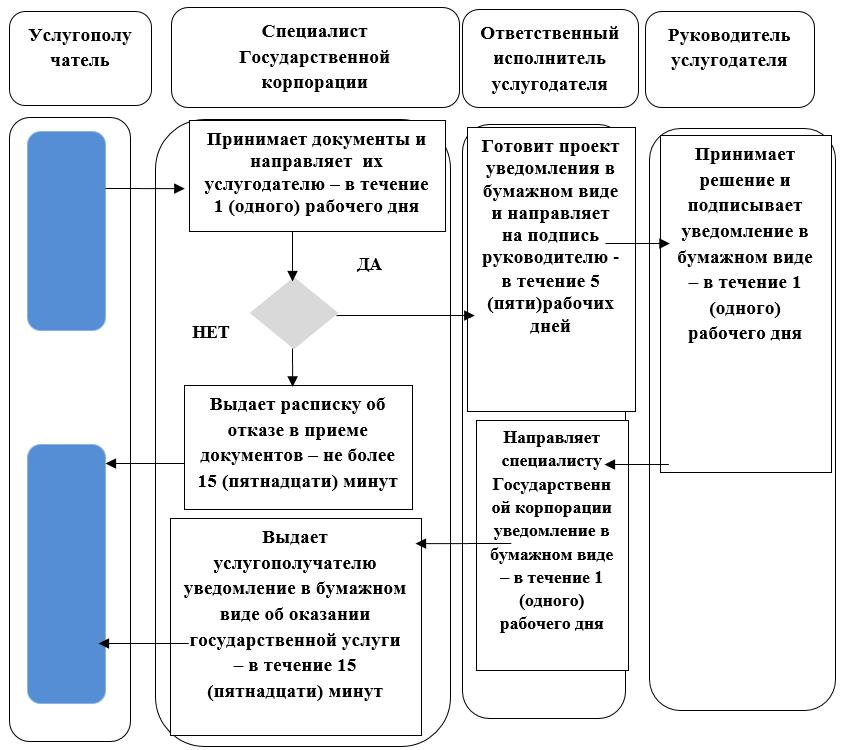 Услугополу
чатель
Специалист
Государственной
корпорации
Ответственный
исполнитель
услугодателя
Руководитель
услугодателя
Принимает документы и
направляет их
услугодателю – в течение
1 (одного) рабочего дня
ДА
НЕТ
Выдает расписку об
отказе в приеме
документов – не более
15 (пятнадцати) минут
Выдает
услугополучателю
уведомление в бумажном
виде об оказании
государственной услуги
– в течение 15
(пятнадцати) минут
Готовит проект
уведомления в
бумажном виде
и направляет
на подпись
руководителю -
в течение 5
(пяти)рабочих
дней
Направляет
специалисту
Государственн
ой корпорации
уведомление в
бумажном виде
– в течение 1
(одного)
рабочего дня
Принимает
решение и
подписывает
уведомление в
бумажном виде
– в течение 1
(одного)
рабочего дня